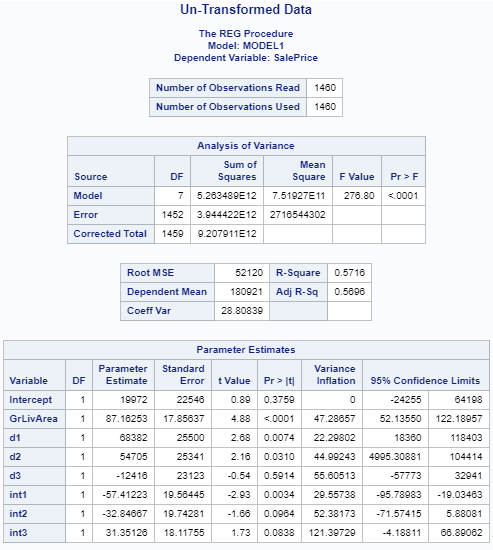 Un-Transformed Data
The REG Procedure
Model: MODEL1
Dependent Variable: SalePrice
Number of Observations Read 1460
Number of Observations Used 1460
Analysis of Variance
Source DF Sum of Squares Mean Square F Value Pr > F
Model 7 5.263489E12 7.51927E11 276.80 <.0001
Error 1452 3.944422E12 2716544302
Corrected Total 1459 9.207911E12
Root MSE 52120 R-Square 0.5716
Dependent Mean 180921 Adj R-Sq 0.5696
Coeff Var 28.80839
Parameter Estimates
Variable DF Parameter Estimate Standard Error t Value Pr > |t| Variance Inflation 95% Confidence Limits
Intercept 1 19972 22546 0.89 0.3759 0 -24255 64198
GrLivArea 1 87.16253 17.85637 4.88 <.0001 47.28657 52.13550 122.18957
d1 1 68382 25500 2.68 0.0074 22.29802 18360 118403
d2 1 54705 25341 2.16 0.0310 44.99243 4995.30881 104414
d3 1 -12416 23123 -0.54 0.5914 55.60513 -57773 32941
int1 1 -57.41223 19.56445 -2.93 0.0034 29.55738 -95.78983 -19.03463
int2 1 -32.84667 19.74281 -1.66 0.0964 52.38173 -71.57415 5.88081
int3 1 31.35126 18.11755 1.73 0.0838 121.39729 -4.18811 66.89062